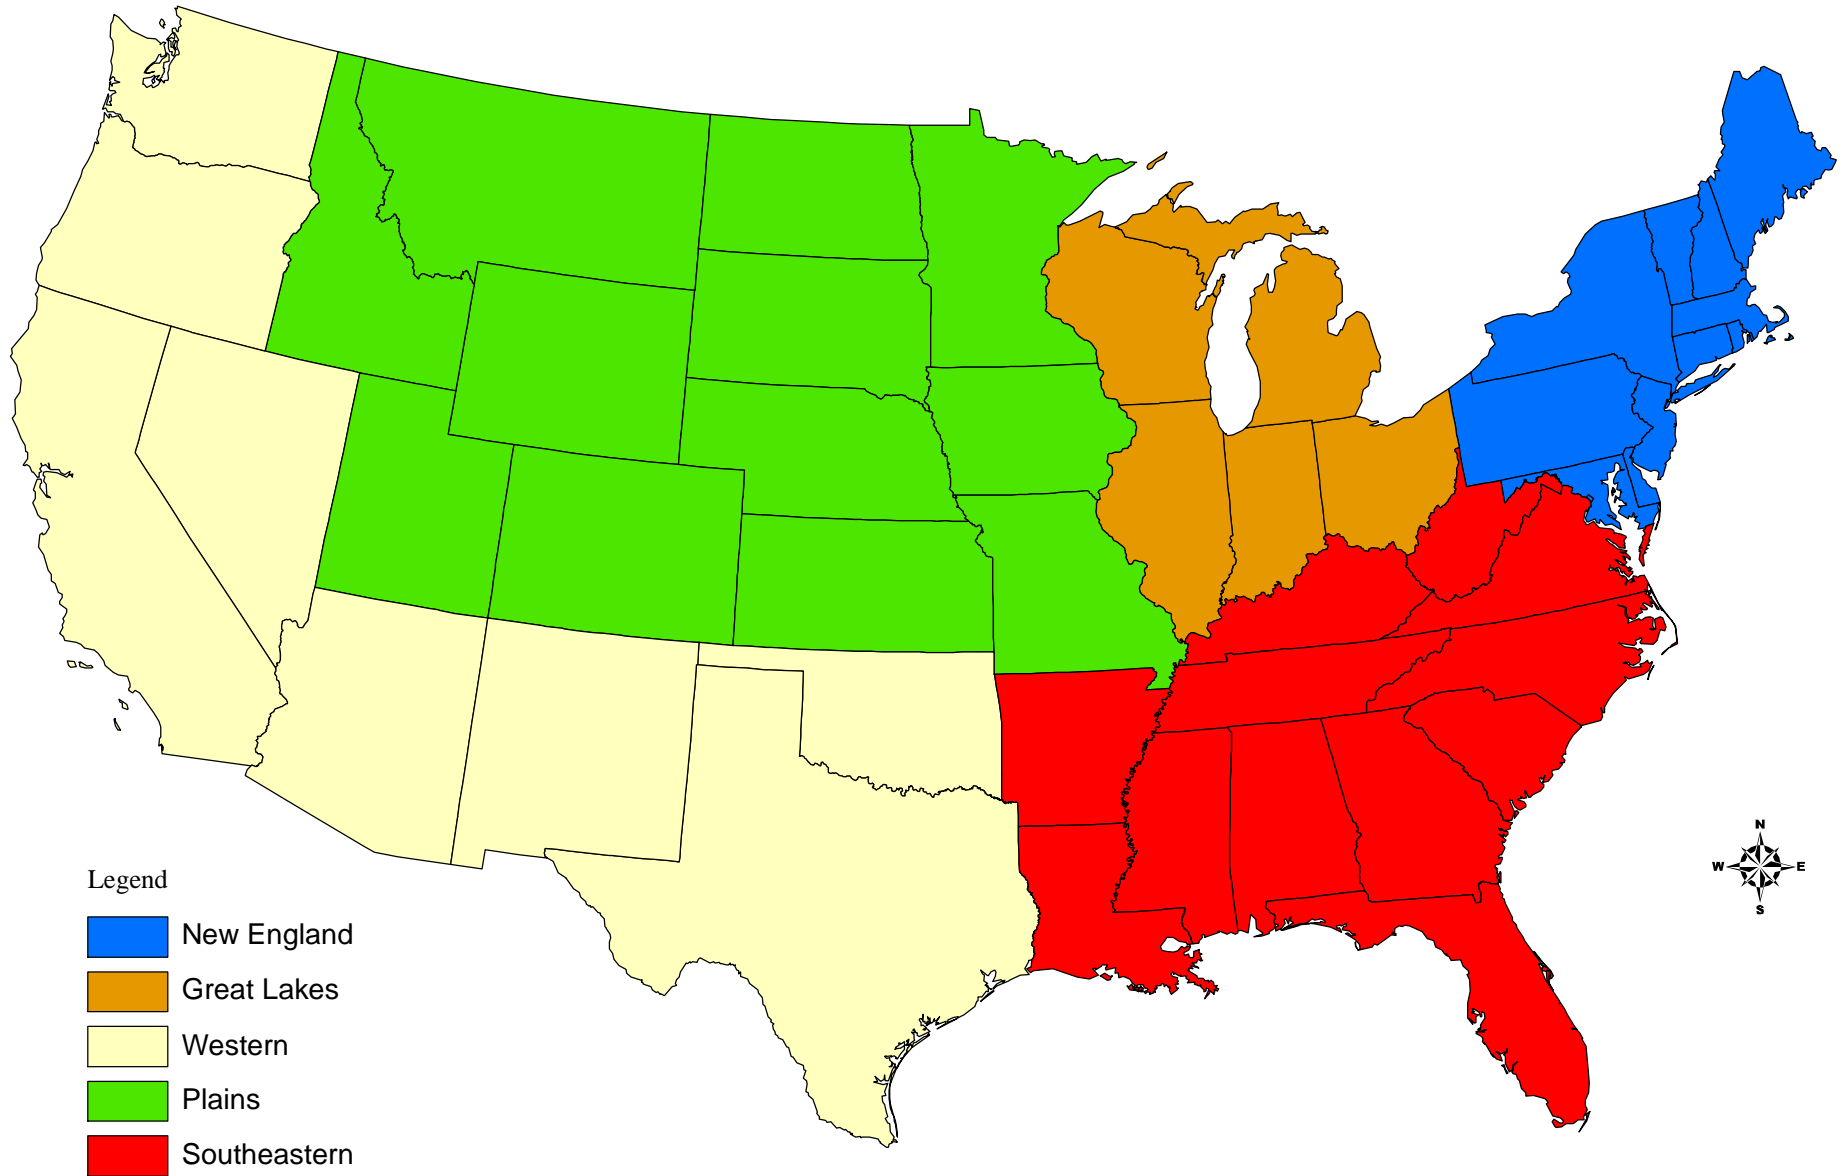 N
W E
S
Legend
New England
Great Lakes
Western
Plains
Southeastern